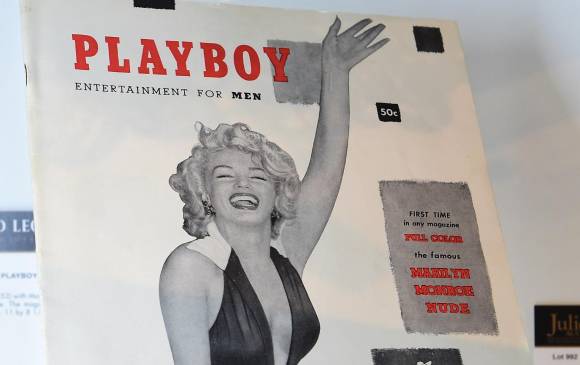 PLAYBOY
ENTERTAINMENT FOR MEN
50c
FIRST TIME
in any magazine
FULL COLOR
the famous
MARILYN
MONROE
NUDE
PLAYBOY
Lot 992